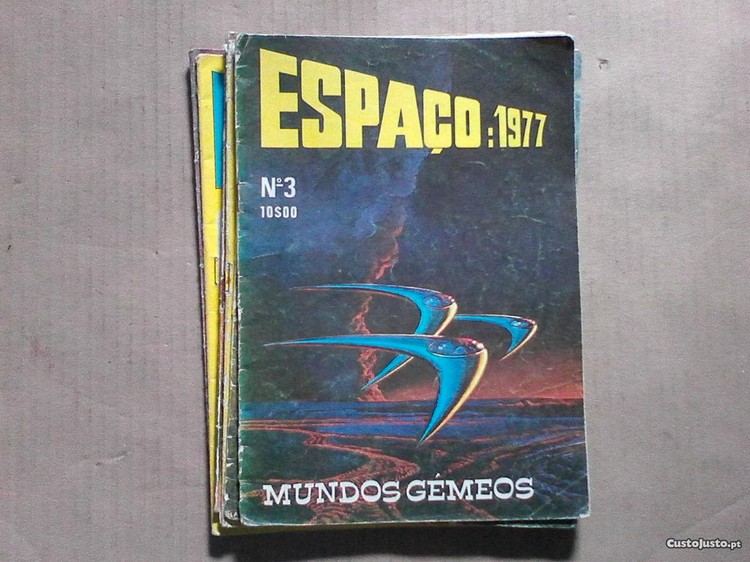 ESPAÇO: 1977
Nº3
10$00
MUNDOS GÉMEOS
CustoJusto.pt